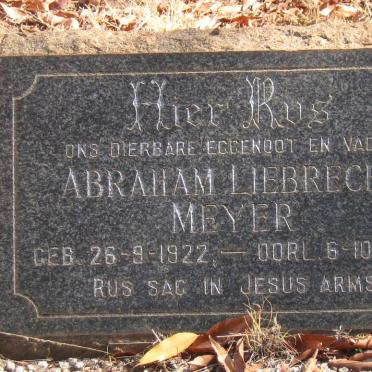 Hier Rus
ONS DIERBARE EGGENOOT EN VAD
ABRAHAM LIEBRECH
MEYER
GEB. 26-9-1922, — OORL. 6-10
RUS SAG IN JESUS ARMS